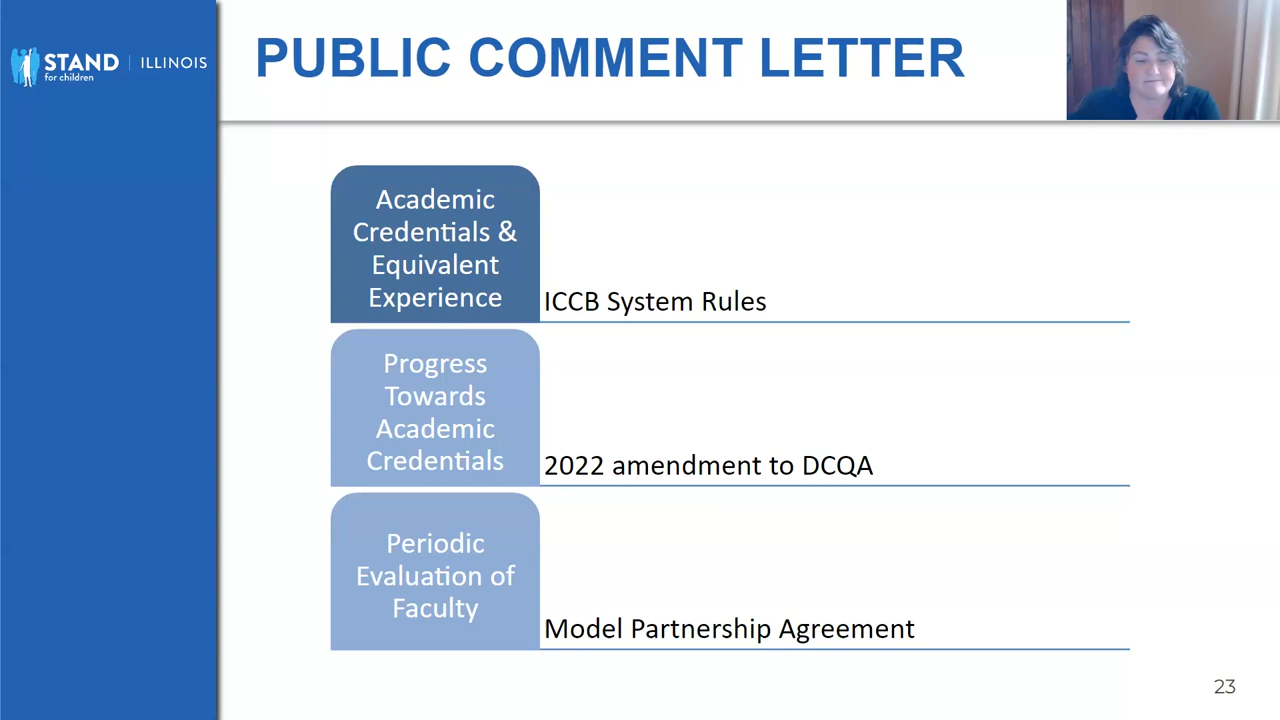 STAND
for children
ILLINOIS
PUBLIC COMMENT LETTER
Academic
Credentials &
Equivalent
Experience
ICCB System Rules
Progress
Towards
Academic
Credentials
2022 amendment to DCQA
Periodic
Evaluation of
Faculty
Model Partnership Agreement
23